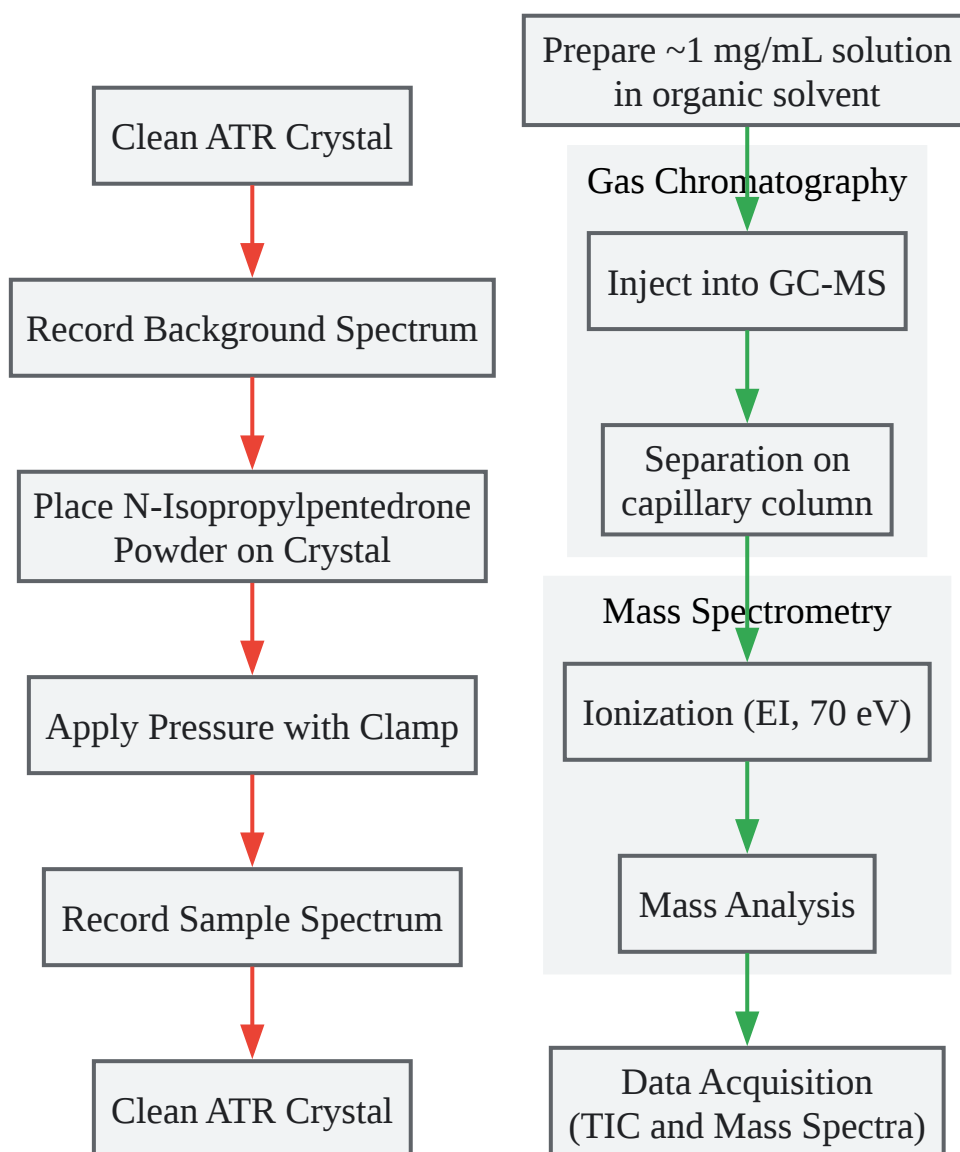 Clean ATR Crystal
Record Background Spectrum
Place N-Isopropylpentedrone
Powder on Crystal
Apply Pressure with Clamp
Record Sample Spectrum
Clean ATR Crystal
Prepare ~1 mg/mL solution
in organic solvent
Gas Chromatography
Inject into GC-MS
Separation on
capillary column
Mass Spectrometry
Ionization (EI, 70 eV)
Mass Analysis
Data Acquisition
(TIC and Mass Spectra)